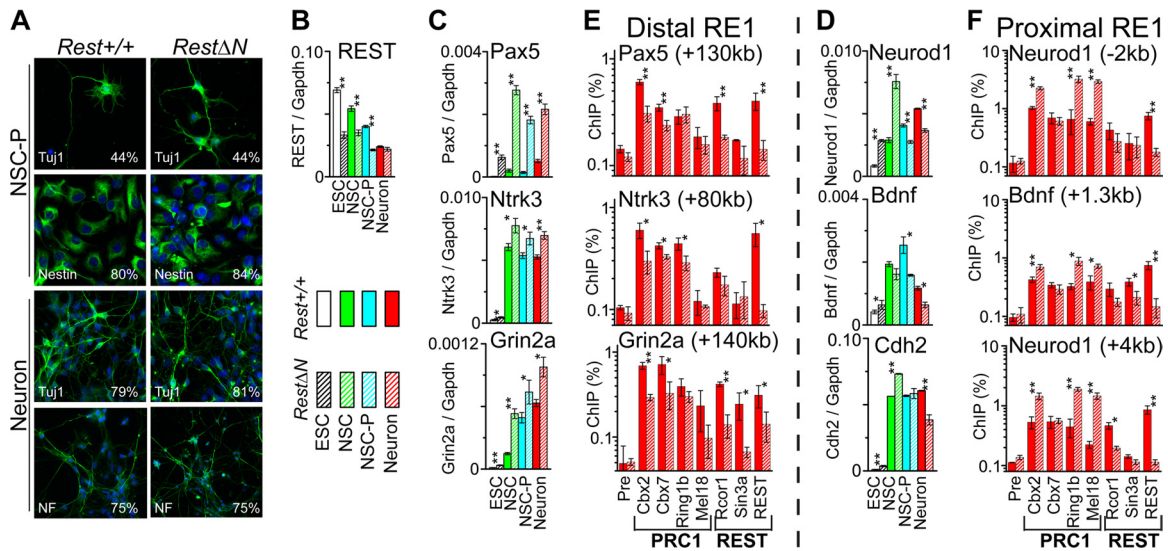 A
Rest+/+
RestΔN
NSC-P
Neuron
Tuj1
44%
Tuj1
44%
Nestin
80%
Nestin
84%
Tuj1
79%
Tuj1
81%
NF
75%
NF
75%
B
REST
REST / Gapdh
0.10
0
**
**
**
ESC
NSC
NSC-P
Neuron
Rest+/+
RestΔN
ESC
NSC
NSC-P
Neuron
C
Pax5
Pax5 / Gapdh
0.004
0
**
**
**
**
Ntrk3
Ntrk3 / Gapdh
0.010
0
*
*
*
**
Grin2a
Grin2a / Gapdh
0.0012
0
**
**
*
*
ESC
NSC
NSC-P
Neuron
E
Distal RE1
Pax5 (+130kb)
ChIP (%)
1
0.1
**
**
**
**
Ntrk3 (+80kb)
ChIP (%)
1
0.1
*
*
*
*
Grin2a (+140kb)
ChIP (%)
1
0.1
**
*
**
*
*
Pre
Cbx2
Cbx7
Ring1b
Mel18
Rcor1
Sin3a
REST
PRC1
REST
D
Neurod1
Neurod1 / Gapdh
0.010
0
**
**
**
**
Bdnf
Bdnf / Gapdh
0.004
0
*
*
*
Cdh2
Cdh2 / Gapdh
0.10
0
**
**
**
ESC
NSC
NSC-P
Neuron
F
Proximal RE1
Neurod1 (-2kb)
ChIP (%)
10
1
0.1
**
**
**
**
Bdnf (+1.3kb)
ChIP (%)
10
1
0.1
**
*
*
*
**
Neurod1 (+4kb)
ChIP (%)
10
1
0.1
**
**
**
*
**
Pre
Cbx2
Cbx7
Ring1b
Mel18
Rcor1
Sin3a
REST
PRC1
REST